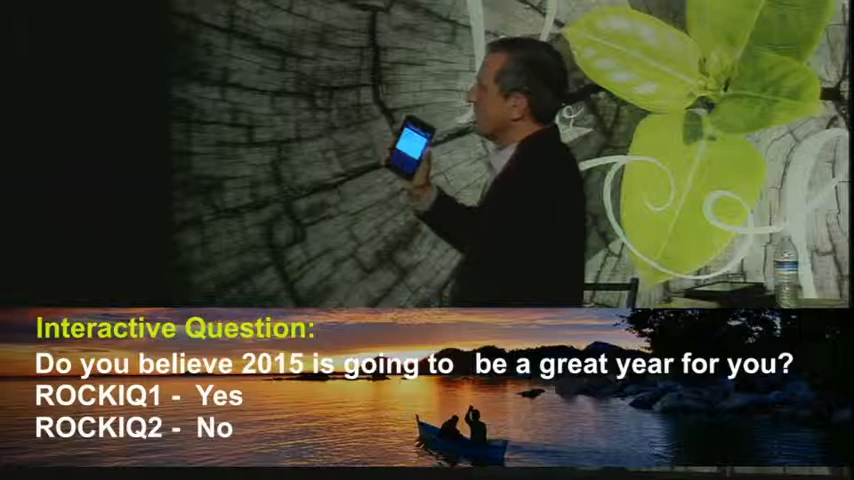 Interactive Question:
Do you believe 2015 is going to be a great year for you?
ROCKIQ1 - Yes
ROCKIQ2 - No